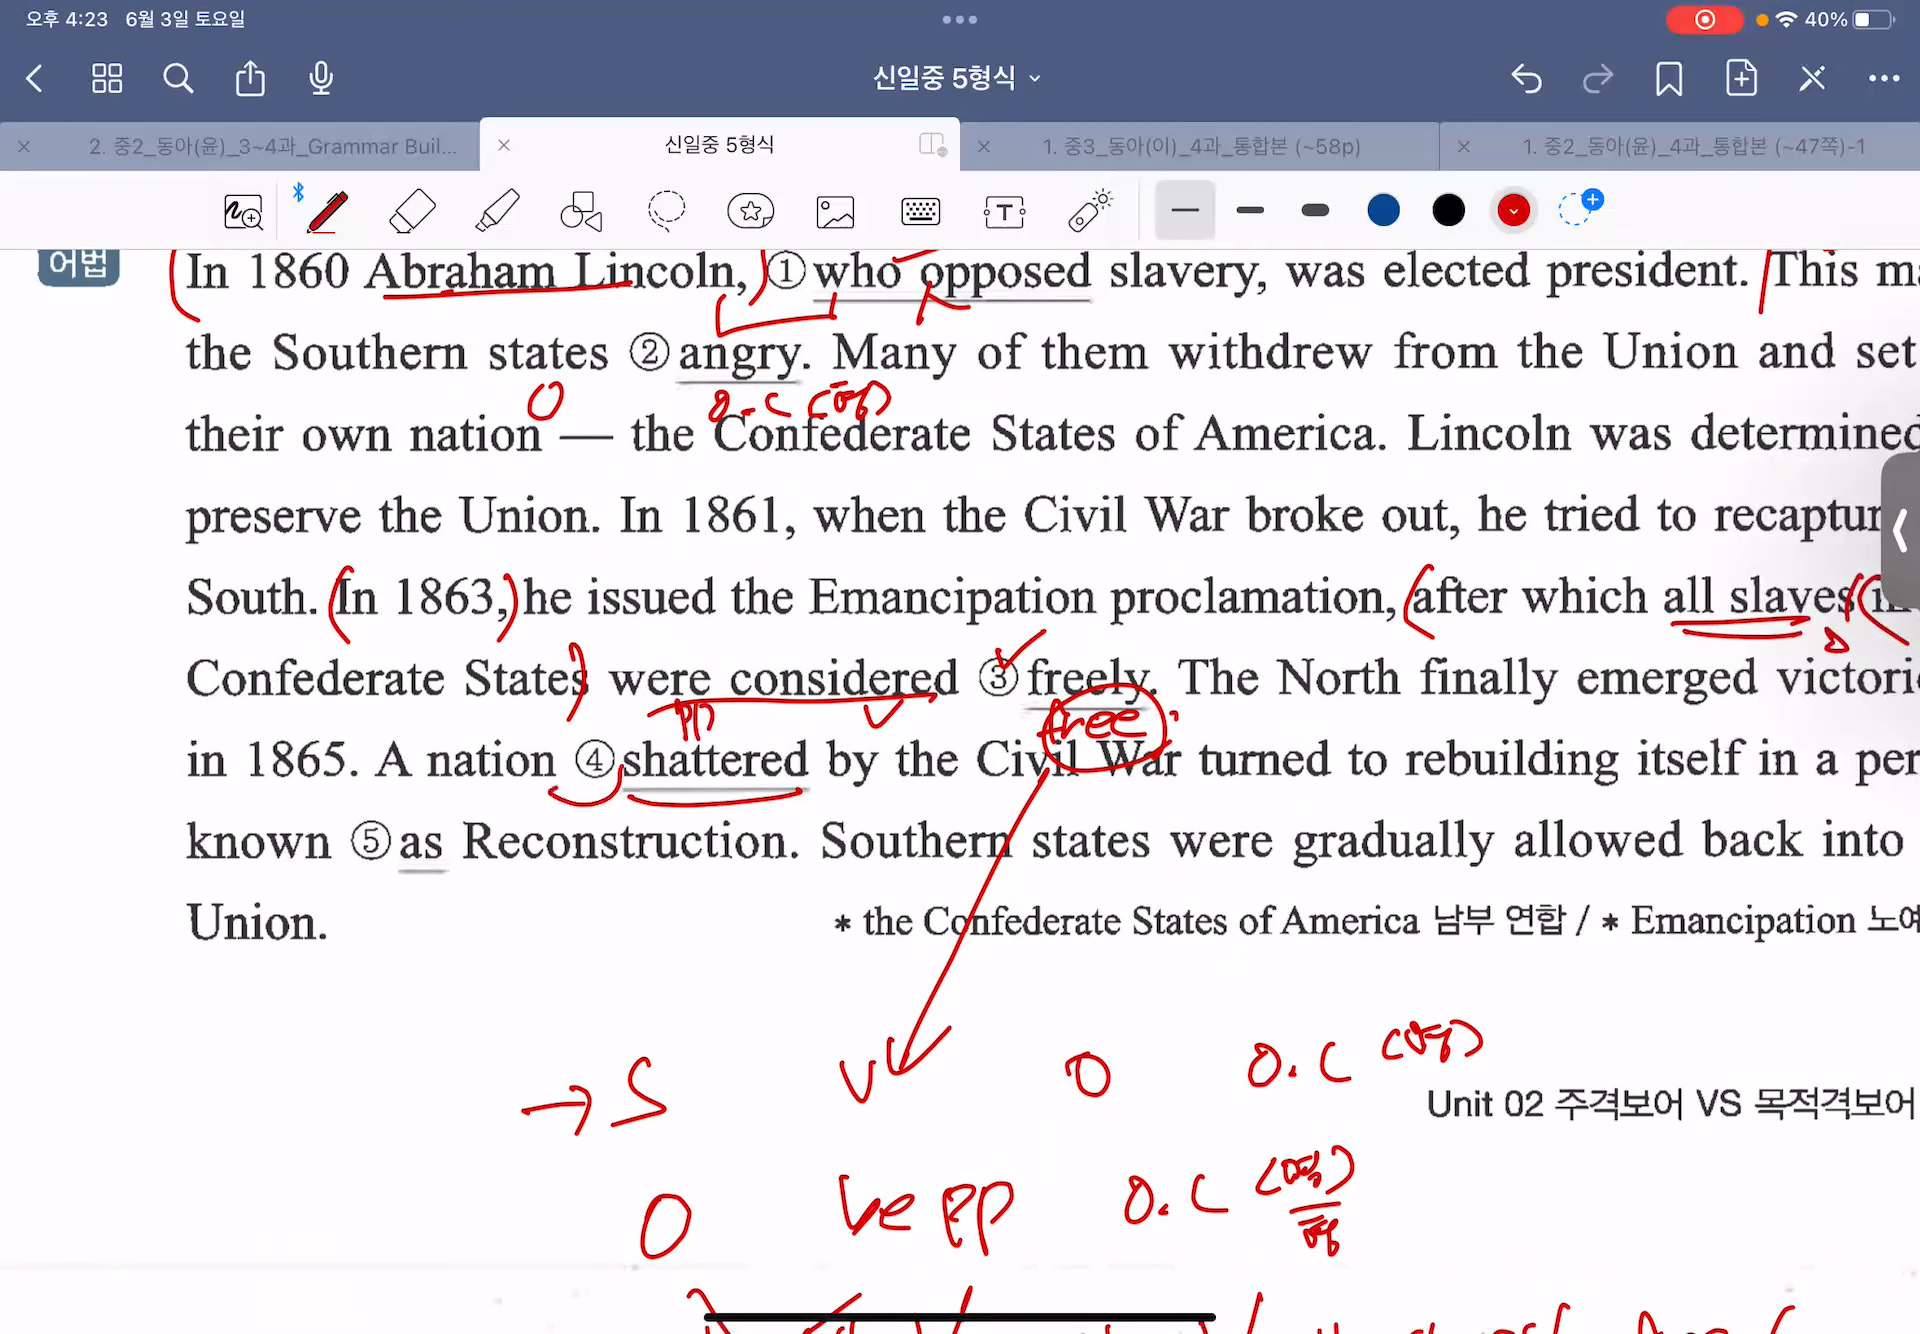 오후 4:23 6월 3일 토요일
40%
신일중 5형식
2. 중2_동아(윤)_3~4과_Grammar Buil...
신일중 5형식
1. 중3_동아(이)_4과_통합본 (~58p)
1. 중2_동아(윤)_4과_통합본 (~47쪽)-1
어법
In 1860 Abraham Lincoln, ① who opposed slavery, was elected president. This
the Southern states ② angry. Many of them withdrew from the Union and set
O O.C (형)
their own nation — the Confederate States of America. Lincoln was determined
preserve the Union. In 1861, when the Civil War broke out, he tried to
South. (In 1863,) he issued the Emancipation proclamation, (after which all slaves
Confederate States) were considered ③ freely. The North finally emerged
PP free
in 1865. A nation ④ shattered by the Civil War turned to rebuilding itself in a
known ⑤ as Reconstruction. Southern states were gradually allowed back into
Union.
* the Confederate States of America 남부 연합 / * Emancipation
→ S V O O.C (명)
Unit 02 주격보어 VS 목적격보어
O be pp O.C (명)
형